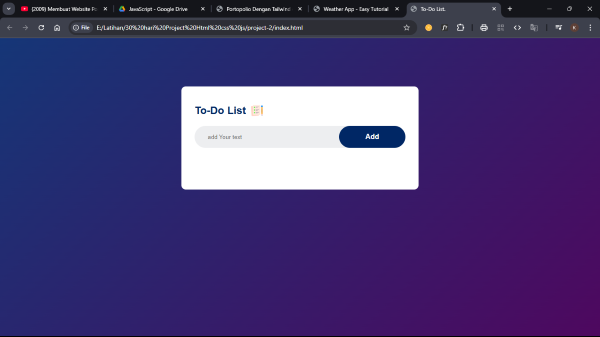 (2009) Membuat Website Po
JavaScript - Google Drive
Portopolio Dengan Tailwind
Weather App - Easy Tutorial
To-Do List.
File
E:/Latihan/30%20hari%20Project%20Html%20css%20js/project-2/index.html
To-Do List
add Your text
Add